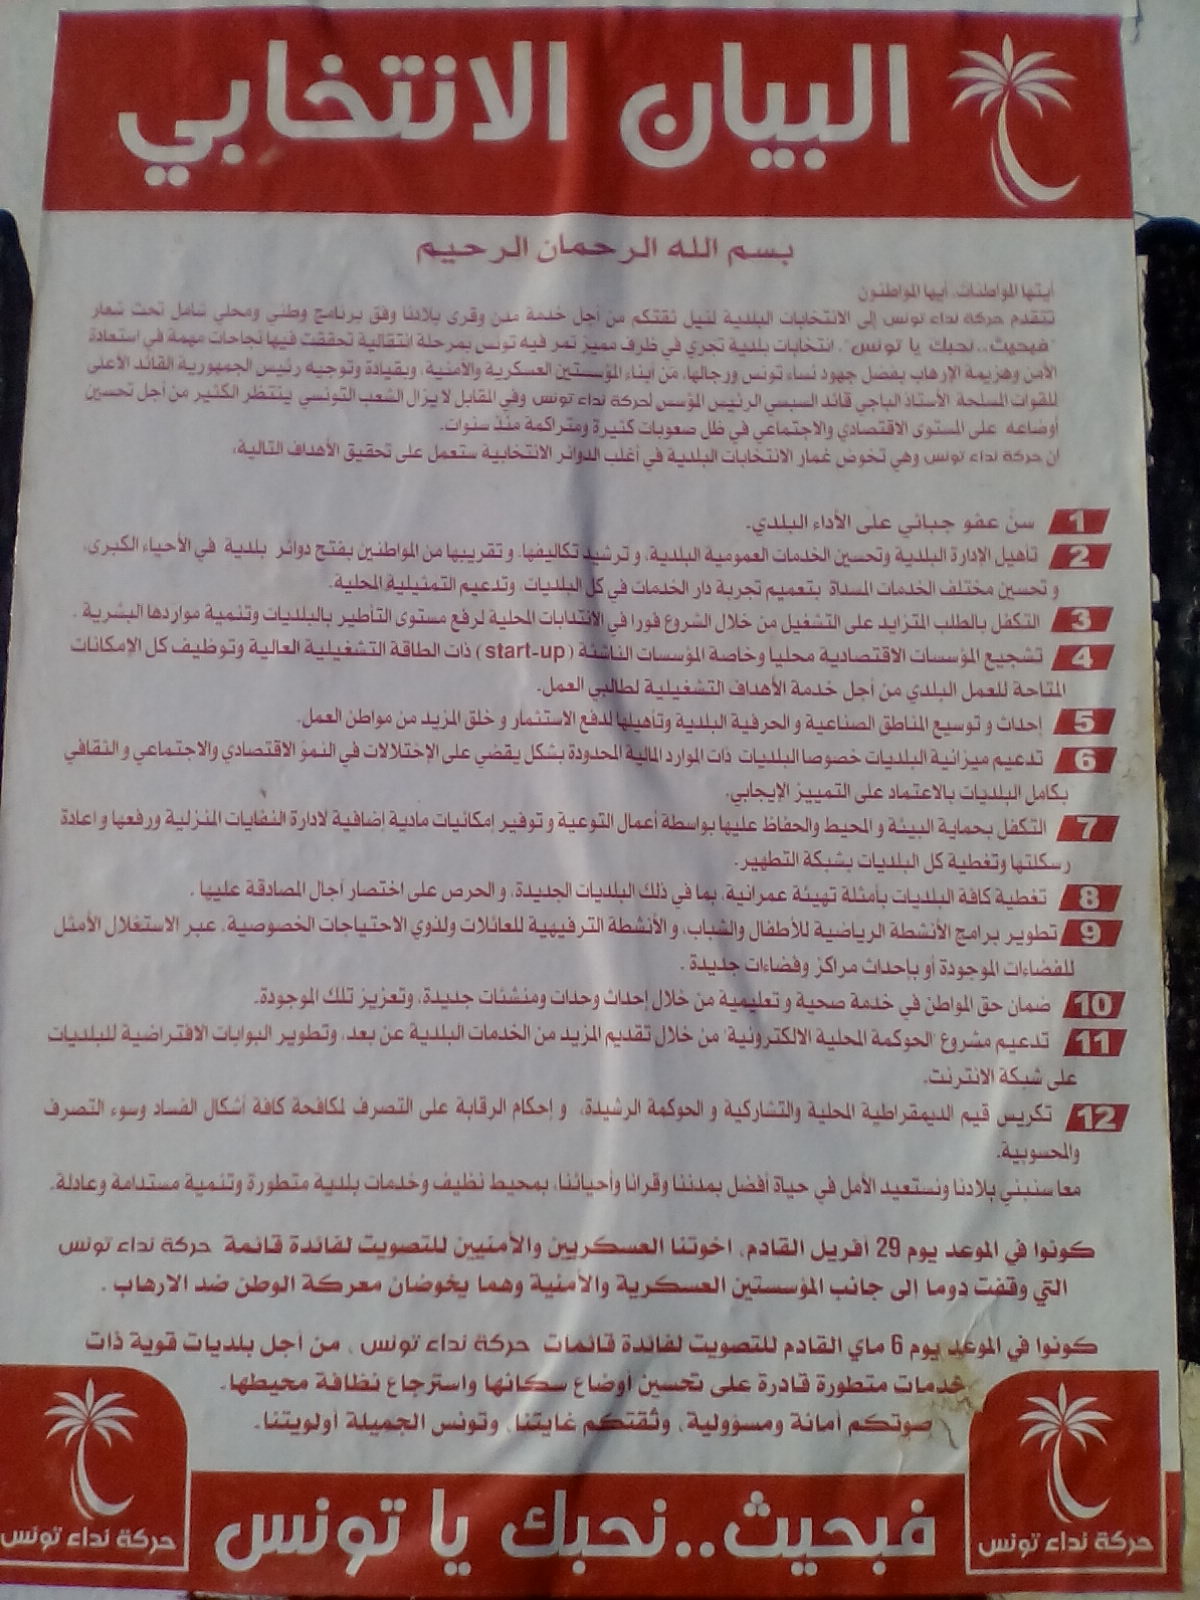 البيان الانتخابي
بسم الله الرحمان الرحيم
أيتها المواطنات، أيها المواطنون
تتقدم حركة نداء تونس إلى الانتخابات البلدية لنيل ثقتكم من أجل خدمة مدن وقرى بلادنا وفق برنامج وطني ومحلي شامل تحت شعار
"فبحيث..نحبك يا تونس". انتخابات بلدية تجري في ظرف مميز تمر فيه تونس بمرحلة انتقالية تحققت فيها نجاحات مهمة في استعادة
الأمن وهزيمة الإرهاب بفضل جهود نساء تونس ورجالها، من أبناء المؤسستين العسكرية والأمنية، وبقيادة وتوجيه رئيس الجمهورية القائد الاعلى
للقوات المسلحة الأستاذ الباجي قائد السبسي الرئيس المؤسس لحركة نداء تونس وفي المقابل لا يزال الشعب التونسي ينتظر الكثير من أجل تحسين
أوضاعه على المستوى الاقتصادي والاجتماعي في ظل صعوبات كثيرة ومتراكمة منذ سنوات.
ان حركة نداء تونس وهي تخوض غمار الانتخابات البلدية في أغلب الدوائر الانتخابية ستعمل على تحقيق الأهداف التالية:
1 سن عفو جبائي على الأداء البلدي.
2 تأهيل الإدارة البلدية وتحسين الخدمات العمومية البلدية، و ترشيد تكاليفها، و تقريبها من المواطنين بفتح دوائر بلدية في الأحياء الكبرى،
و تحسين مختلف الخدمات المسداة بتعميم تجربة دار الخدمات في كل البلديات وتدعيم التمثيلية المحلية.
3 التكفل بالطلب المتزايد على التشغيل من خلال الشروع فورا في الانتدابات المحلية لرفع مستوى التأطير بالبلديات وتنمية مواردها البشرية .
4 تشجيع المؤسسات الاقتصادية محليا وخاصة المؤسسات الناشئة (start-up) ذات الطاقة التشغيلية العالية وتوظيف كل الإمكانات
المتاحة للعمل البلدي من أجل خدمة الأهداف التشغيلية لطالبي العمل.
5 إحداث و توسيع المناطق الصناعية و الحرفية البلدية وتأهيلها لدفع الاستثمار و خلق المزيد من مواطن العمل.
6 تدعيم ميزانية البلديات خصوصا البلديات ذات الموارد المالية المحدودة بشكل يقضي على الإختلالات في النمو الاقتصادي والاجتماعي و الثقافي
بكامل البلديات بالاعتماد على التمييز الإيجابي.
7 التكفل بحماية البيئة و المحيط والحفاظ عليها بواسطة أعمال التوعية و توفير إمكانيات مادية إضافية لادارة النفايات المنزلية ورفعها و اعادة
رسكلتها وتغطية كل البلديات بشبكة التطهير.
8 تغطية كافة البلديات بأمثلة تهيئة عمرانية، بما في ذلك البلديات الجديدة، و الحرص على اختصار آجال المصادقة عليها .
9 تطوير برامج الأنشطة الرياضية للأطفال والشباب، و الأنشطة الترفيهية للعائلات ولذوي الاحتياجات الخصوصية، عبر الاستغلال الأمثل
للفضاءات الموجودة أو بإحداث مراكز وفضاءات جديدة .
10 ضمان حق المواطن في خدمة صحية و تعليمية من خلال إحداث وحدات ومنشئات جديدة، وتعزيز تلك الموجودة.
11 تدعيم مشروع "الحوكمة المحلية الالكترونية" من خلال تقديم المزيد من الخدمات البلدية عن بعد، وتطوير البوابات الافتراضية للبلديات
على شبكة الانترنت.
12 تكريس قيم الديمقراطية المحلية والتشاركية و الحوكمة الرشيدة، و إحكام الرقابة على التصرف لمكافحة كافة أشكال الفساد وسوء التصرف
والمحسوبية.
معا سنبني بلادنا ونستعيد الأمل في حياة أفضل بمدننا وقرانا وأحيائنا، بمحيط نظيف وخدمات بلدية متطورة وتنمية مستدامة وعادلة.
كونوا في الموعد يوم 29 أفريل القادم، اخوتنا العسكريين والأمنيين للتصويت لفائدة قائمة حركة نداء تونس
التي وقفت دوما الى جانب المؤسستين العسكرية والأمنية وهما يخوضان معركة الوطن ضد الارهاب .
كونوا في الموعد يوم 6 ماي القادم للتصويت لفائدة قائمات حركة نداء تونس ، من أجل بلديات قوية ذات
خدمات متطورة قادرة على تحسين اوضاع سكانها واسترجاع نظافة محيطها.
صوتكم أمانة ومسؤولية، وثقتكم غايتنا، وتونس الجميلة أولويتنا.
حركة نداء تونس
فبحيث..نحبك يا تونس
حركة نداء تونس